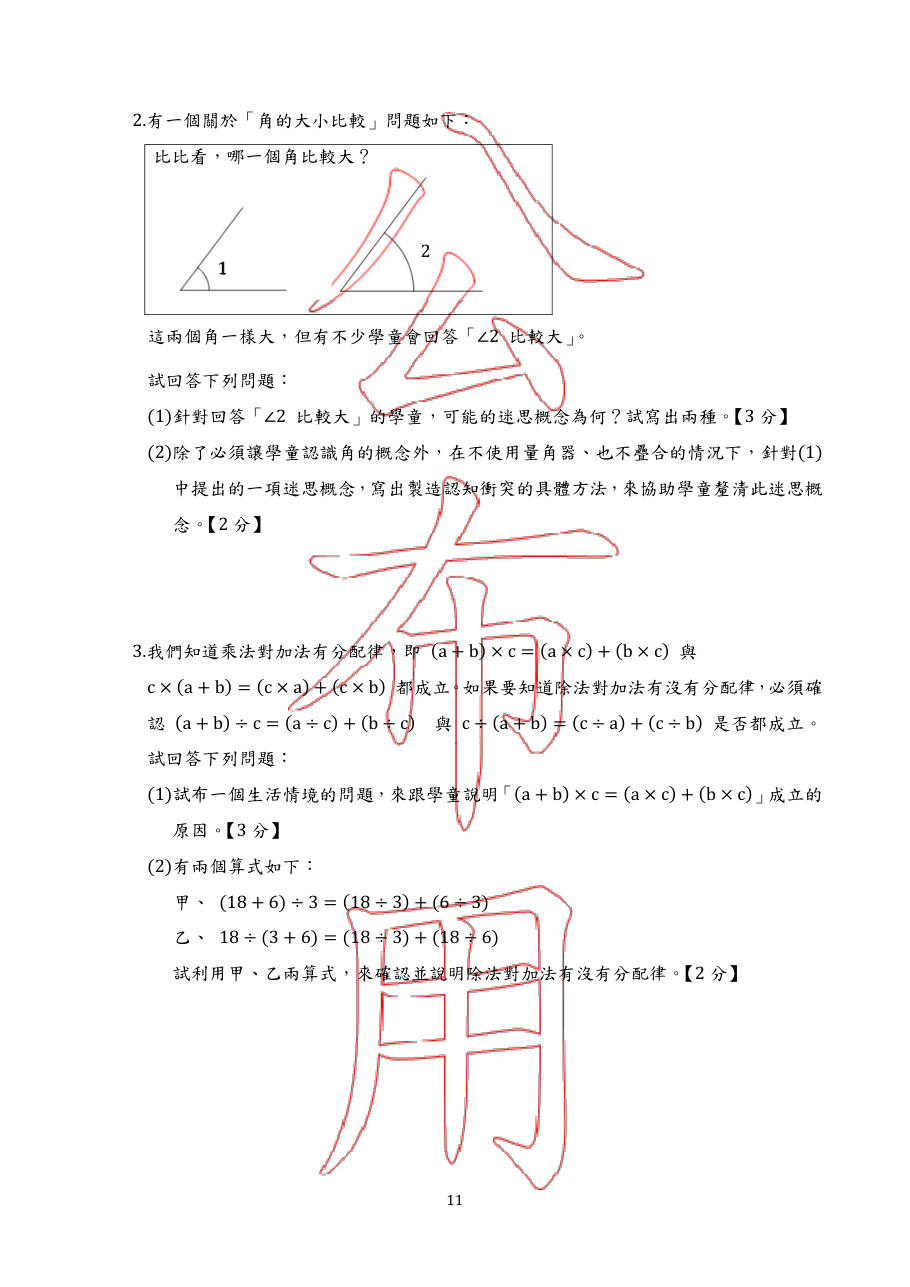 2.有一個關於「角的大小比較」問題如下：
比比看，哪一個角比較大？
1
2
這兩個角一樣大，但有不少學童會回答「∠2 比較大」。
試回答下列問題：
(1)針對回答「∠2 比較大」的學童，可能的迷思概念為何？試寫出兩種。【3 分】
(2)除了必須讓學童認識角的概念外，在不使用量角器、也不疊合的情況下，針對(1)
中提出的一項迷思概念，寫出製造認知衝突的具體方法，來協助學童釐清此迷思概
念。【2 分】
3.我們知道乘法對加法有分配律，即 (a + b) × c = (a × c) + (b × c) 與
c × (a + b) = (c × a) + (c × b) 都成立。如果要知道除法對加法有沒有分配律，必須確
認 (a + b) ÷ c = (a ÷ c) + (b ÷ c) 與 c ÷ (a + b) = (c ÷ a) + (c ÷ b) 是否都成立。
試回答下列問題：
(1)試布一個生活情境的問題，來跟學童說明「(a + b) × c = (a × c) + (b × c)」成立的
原因。【3 分】
(2)有兩個算式如下：
甲、 (18 + 6) ÷ 3 = (18 ÷ 3) + (6 ÷ 3)
乙、 18 ÷ (3 + 6) = (18 ÷ 3) + (18 ÷ 6)
試利用甲、乙兩算式，來確認並說明除法對加法有沒有分配律。【2 分】
公布用
11